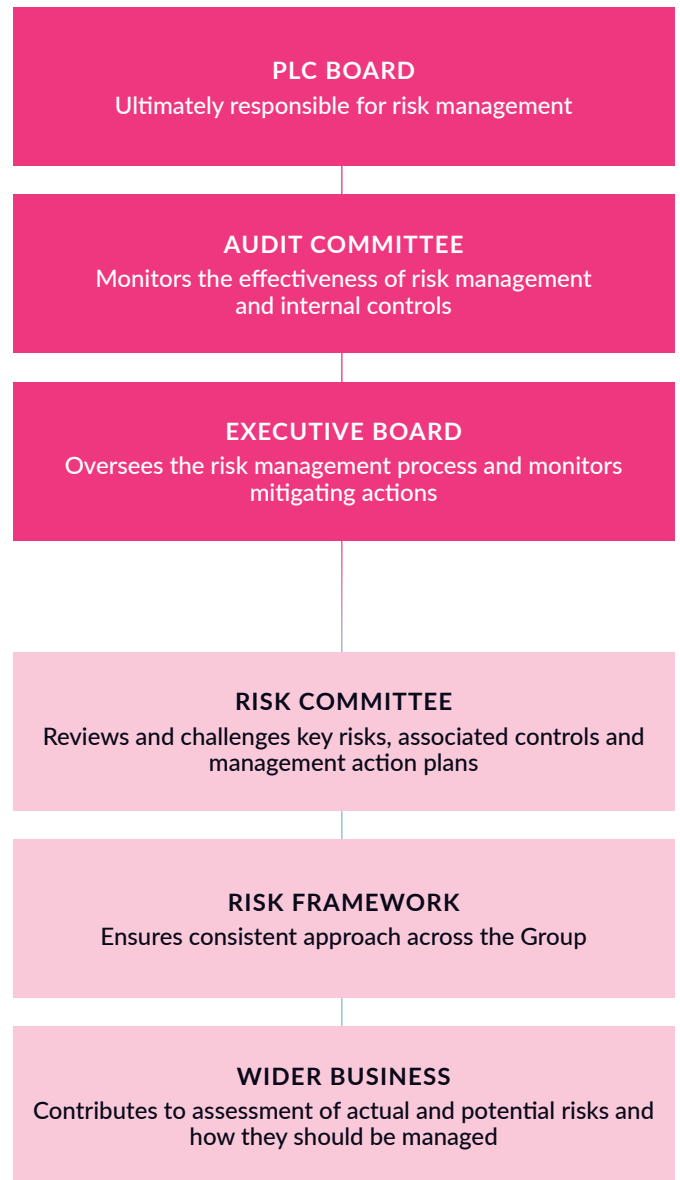 PLC BOARD
Ultimately responsible for risk management
AUDIT COMMITTEE
Monitors the effectiveness of risk management
and internal controls
EXECUTIVE BOARD
Oversees the risk management process and monitors
mitigating actions
RISK COMMITTEE
Reviews and challenges key risks, associated controls and
management action plans
RISK FRAMEWORK
Ensures consistent approach across the Group
WIDER BUSINESS
Contributes to assessment of actual and potential risks and
how they should be managed